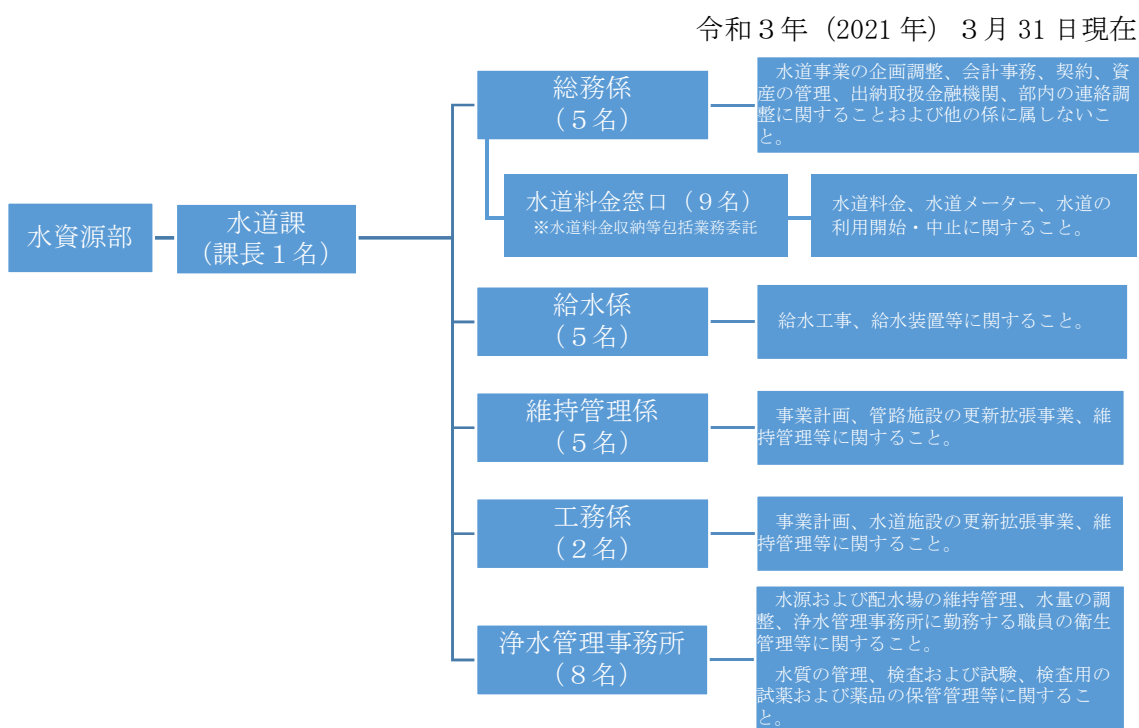 令和３年（2021 年）３月 31 日現在
水資源部
水道課
（課長１名）
総務係
（５名）
水道事業の企画調整、会計事務、契約、資
産の管理、出納取扱金融機関、部内の連絡調
整に関することおよび他の係に属しないこ
と。
水道料金窓口（９名）
※水道料金収納等包括業務委託
水道料金、水道メーター、水道の
利用開始・中止に関すること。
給水係
（５名）
給水工事、給水装置等に関すること。
維持管理係
（５名）
事業計画、管路施設の更新拡張事業、維
持管理等に関すること。
工務係
（２名）
事業計画、水道施設の更新拡張事業、維
持管理等に関すること。
浄水管理事務所
（８名）
水源および配水場の維持管理、水量の調
整、浄水管理事務所に勤務する職員の衛生
管理等に関すること。
水質の管理、検査および試験、検査用の
試薬および薬品の保管管理等に関するこ
と。